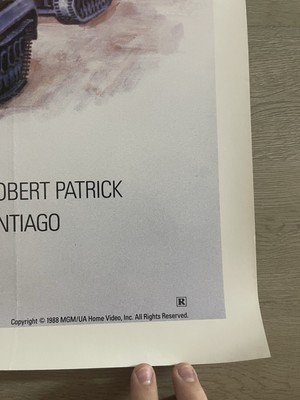 OBERT PATRICK
NTIAGO
R
Copyright © 1988 MGM/UA Home Video, Inc. All Rights Reserved.